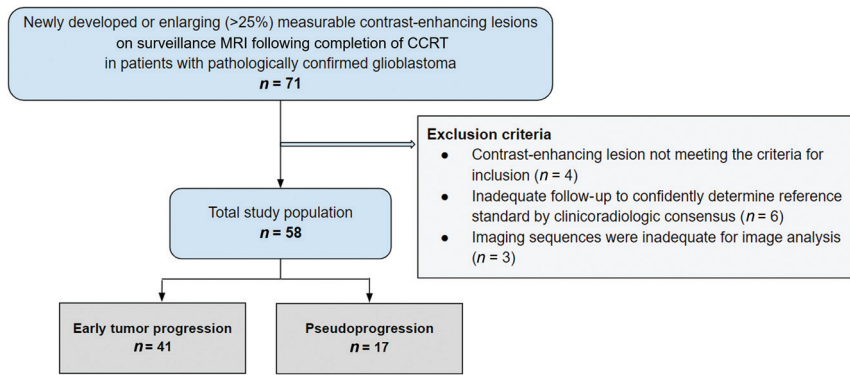 Newly developed or enlarging (>25%) measurable contrast-enhancing lesions
on surveillance MRI following completion of CCRT
in patients with pathologically confirmed glioblastoma
n = 71
Exclusion criteria
● Contrast-enhancing lesion not meeting the criteria for
inclusion (n = 4)
● Inadequate follow-up to confidently determine reference
standard by clinicoradiologic consensus (n = 6)
● Imaging sequences were inadequate for image analysis
(n = 3)
Total study population
n = 58
Early tumor progression
n = 41
Pseudoprogression
n = 17